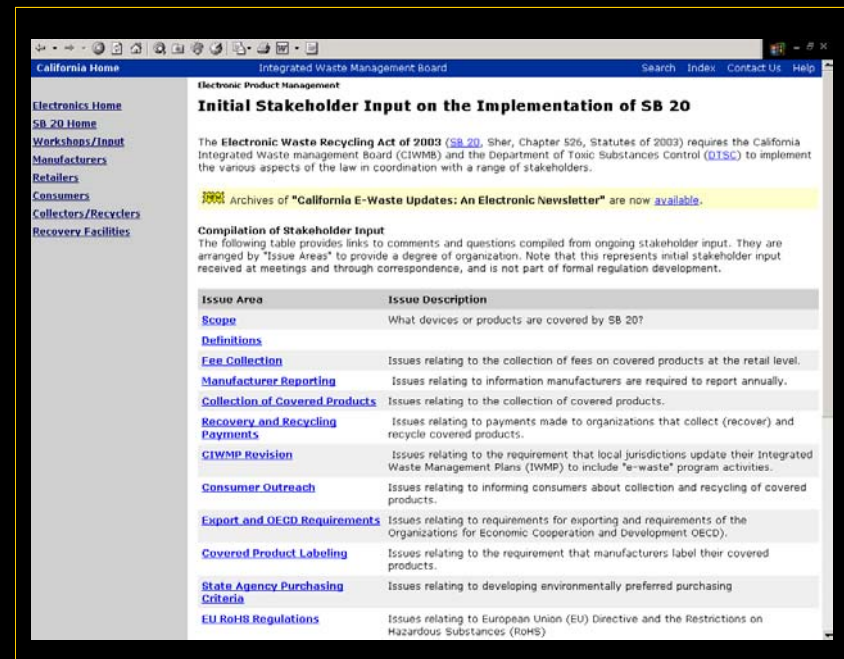 California Home Integrated Waste Management Board Search Index Contact Us Help
Electronics Home
SB 20 Home
Workshops/Input
Manufacturers
Retailers
Consumers
Collectors/Recyclers
Recovery Facilities
Electronic Product Management
Initial Stakeholder Input on the Implementation of SB 20
The Electronic Waste Recycling Act of 2003 (SB 20, Sher, Chapter 526, Statutes of 2003) requires the California
Integrated Waste management Board (CIWMB) and the Department of Toxic Substances Control (DTSC) to implement
the various aspects of the law in coordination with a range of stakeholders.
Archives of "California E-Waste Updates: An Electronic Newsletter" are now available.
Compilation of Stakeholder Input
The following table provides links to comments and questions compiled from ongoing stakeholder input. They are
arranged by "Issue Areas" to provide a degree of organization. Note that this represents initial stakeholder input
received at meetings and through correspondence, and is not part of formal regulation development.
Issue Area Issue Description
Scope What devices or products are covered by SB 20?
Definitions
Fee Collection Issues relating to the collection of fees on covered products at the retail level.
Manufacturer Reporting Issues relating to information manufacturers are required to report annually.
Collection of Covered Products Issues relating to the collection of covered products.
Recovery and Recycling Issues relating to payments made to organizations that collect (recover) and
Payments recycle covered products.
CIWMP Revision Issues relating to the requirement that local jurisdictions update their Integrated
Waste Management Plans (IWMP) to include "e-waste" program activities.
Consumer Outreach Issues relating to informing consumers about collection and recycling of covered
products.
Export and OECD Requirements Issues relating to requirements for exporting and requirements of the
Organizations for Economic Cooperation and Development OECD).
Covered Product Labeling Issues relating to the requirement that manufacturers label their covered
products.
State Agency Purchasing Issues relating to developing environmentally preferred purchasing
Criteria
EU RoHS Regulations Issues relating to European Union (EU) Directive and the Restrictions on
Hazardous Substances (RoHS)